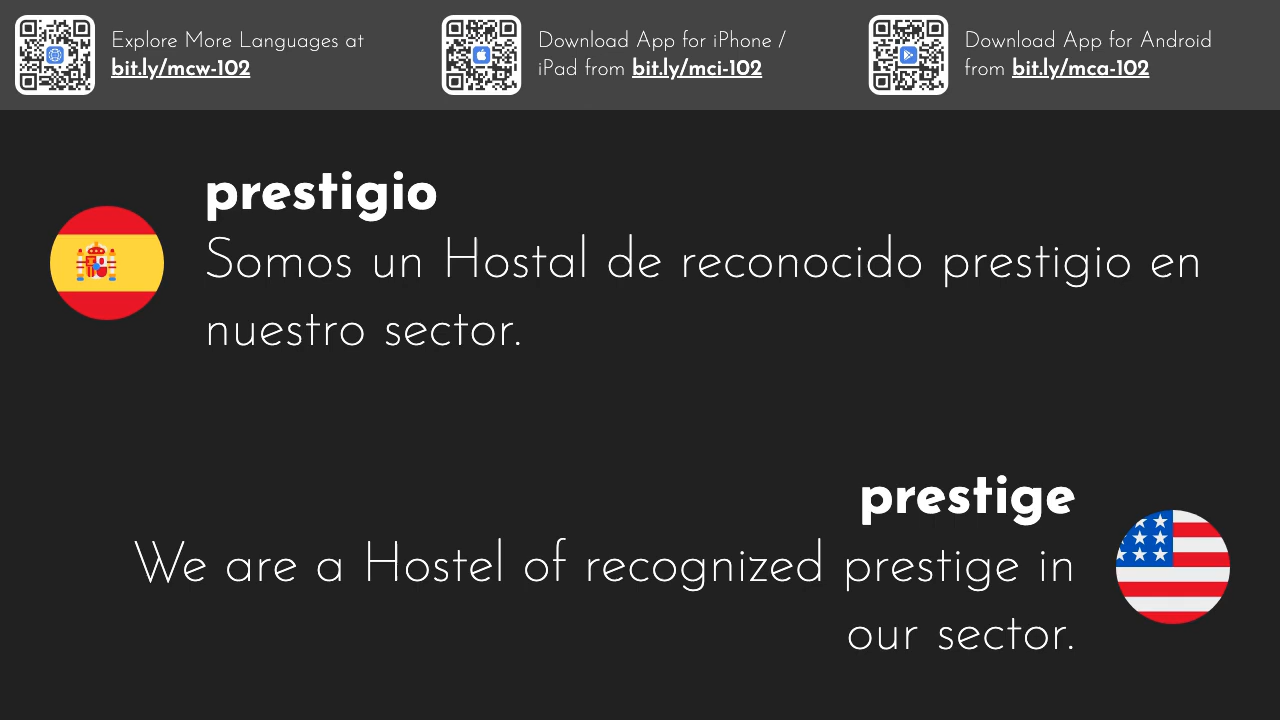 Explore More Languages at
bit.ly/mcw-102
Download App for iPhone /
iPad from bit.ly/mci-102
Download App for Android
from bit.ly/mca-102
prestigio
Somos un Hostal de reconocido prestigio en
nuestro sector.
prestige
We are a Hostel of recognized prestige in
our sector.